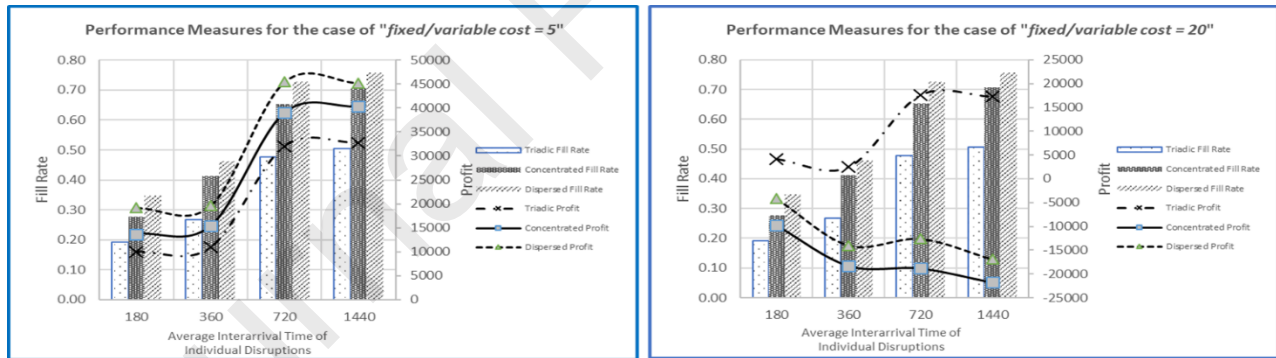 Performance Measures for the case of "fixed/variable cost = 5"
0.80
0.70
0.60
0.50
0.40
0.30
0.20
0.10
0.00
Fill Rate
50000
45000
40000
35000
30000
25000
20000
15000
10000
5000
0
Profit
180 360 720 1440
Average Interarrival Time of
Individual Disruptions
Triadic Fill Rate
Concentrated Fill Rate
Dispersed Fill Rate
Triadic Profit
Concentrated Profit
Dispersed Profit
Performance Measures for the case of "fixed/variable cost = 20"
0.80
0.70
0.60
0.50
0.40
0.30
0.20
0.10
0.00
Fill Rate
25000
20000
15000
10000
5000
0
-5000
-10000
-15000
-20000
-25000
Profit
180 360 720 1440
Average Interarrival Time of
Individual Disruptions
Triadic Fill Rate
Concentrated Fill Rate
Dispersed Fill Rate
Triadic Profit
Concentrated Profit
Dispersed Profit